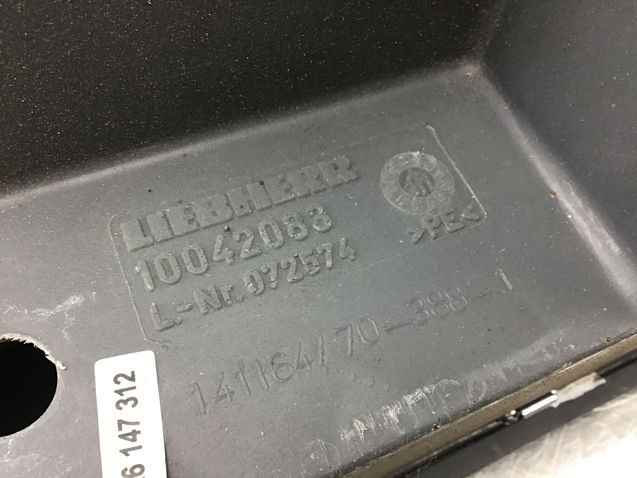 LIEBHERR
10042083
L.-Nr. 072574
>PE<
141164/70-388-1
6 147 312